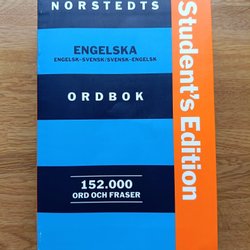 NORSTEDTS
ENGELSKA
ENGELSK–SVENSK/SVENSK–ENGELSK
ORDBOK
152.000
ORD OCH FRASER
Student's Edition